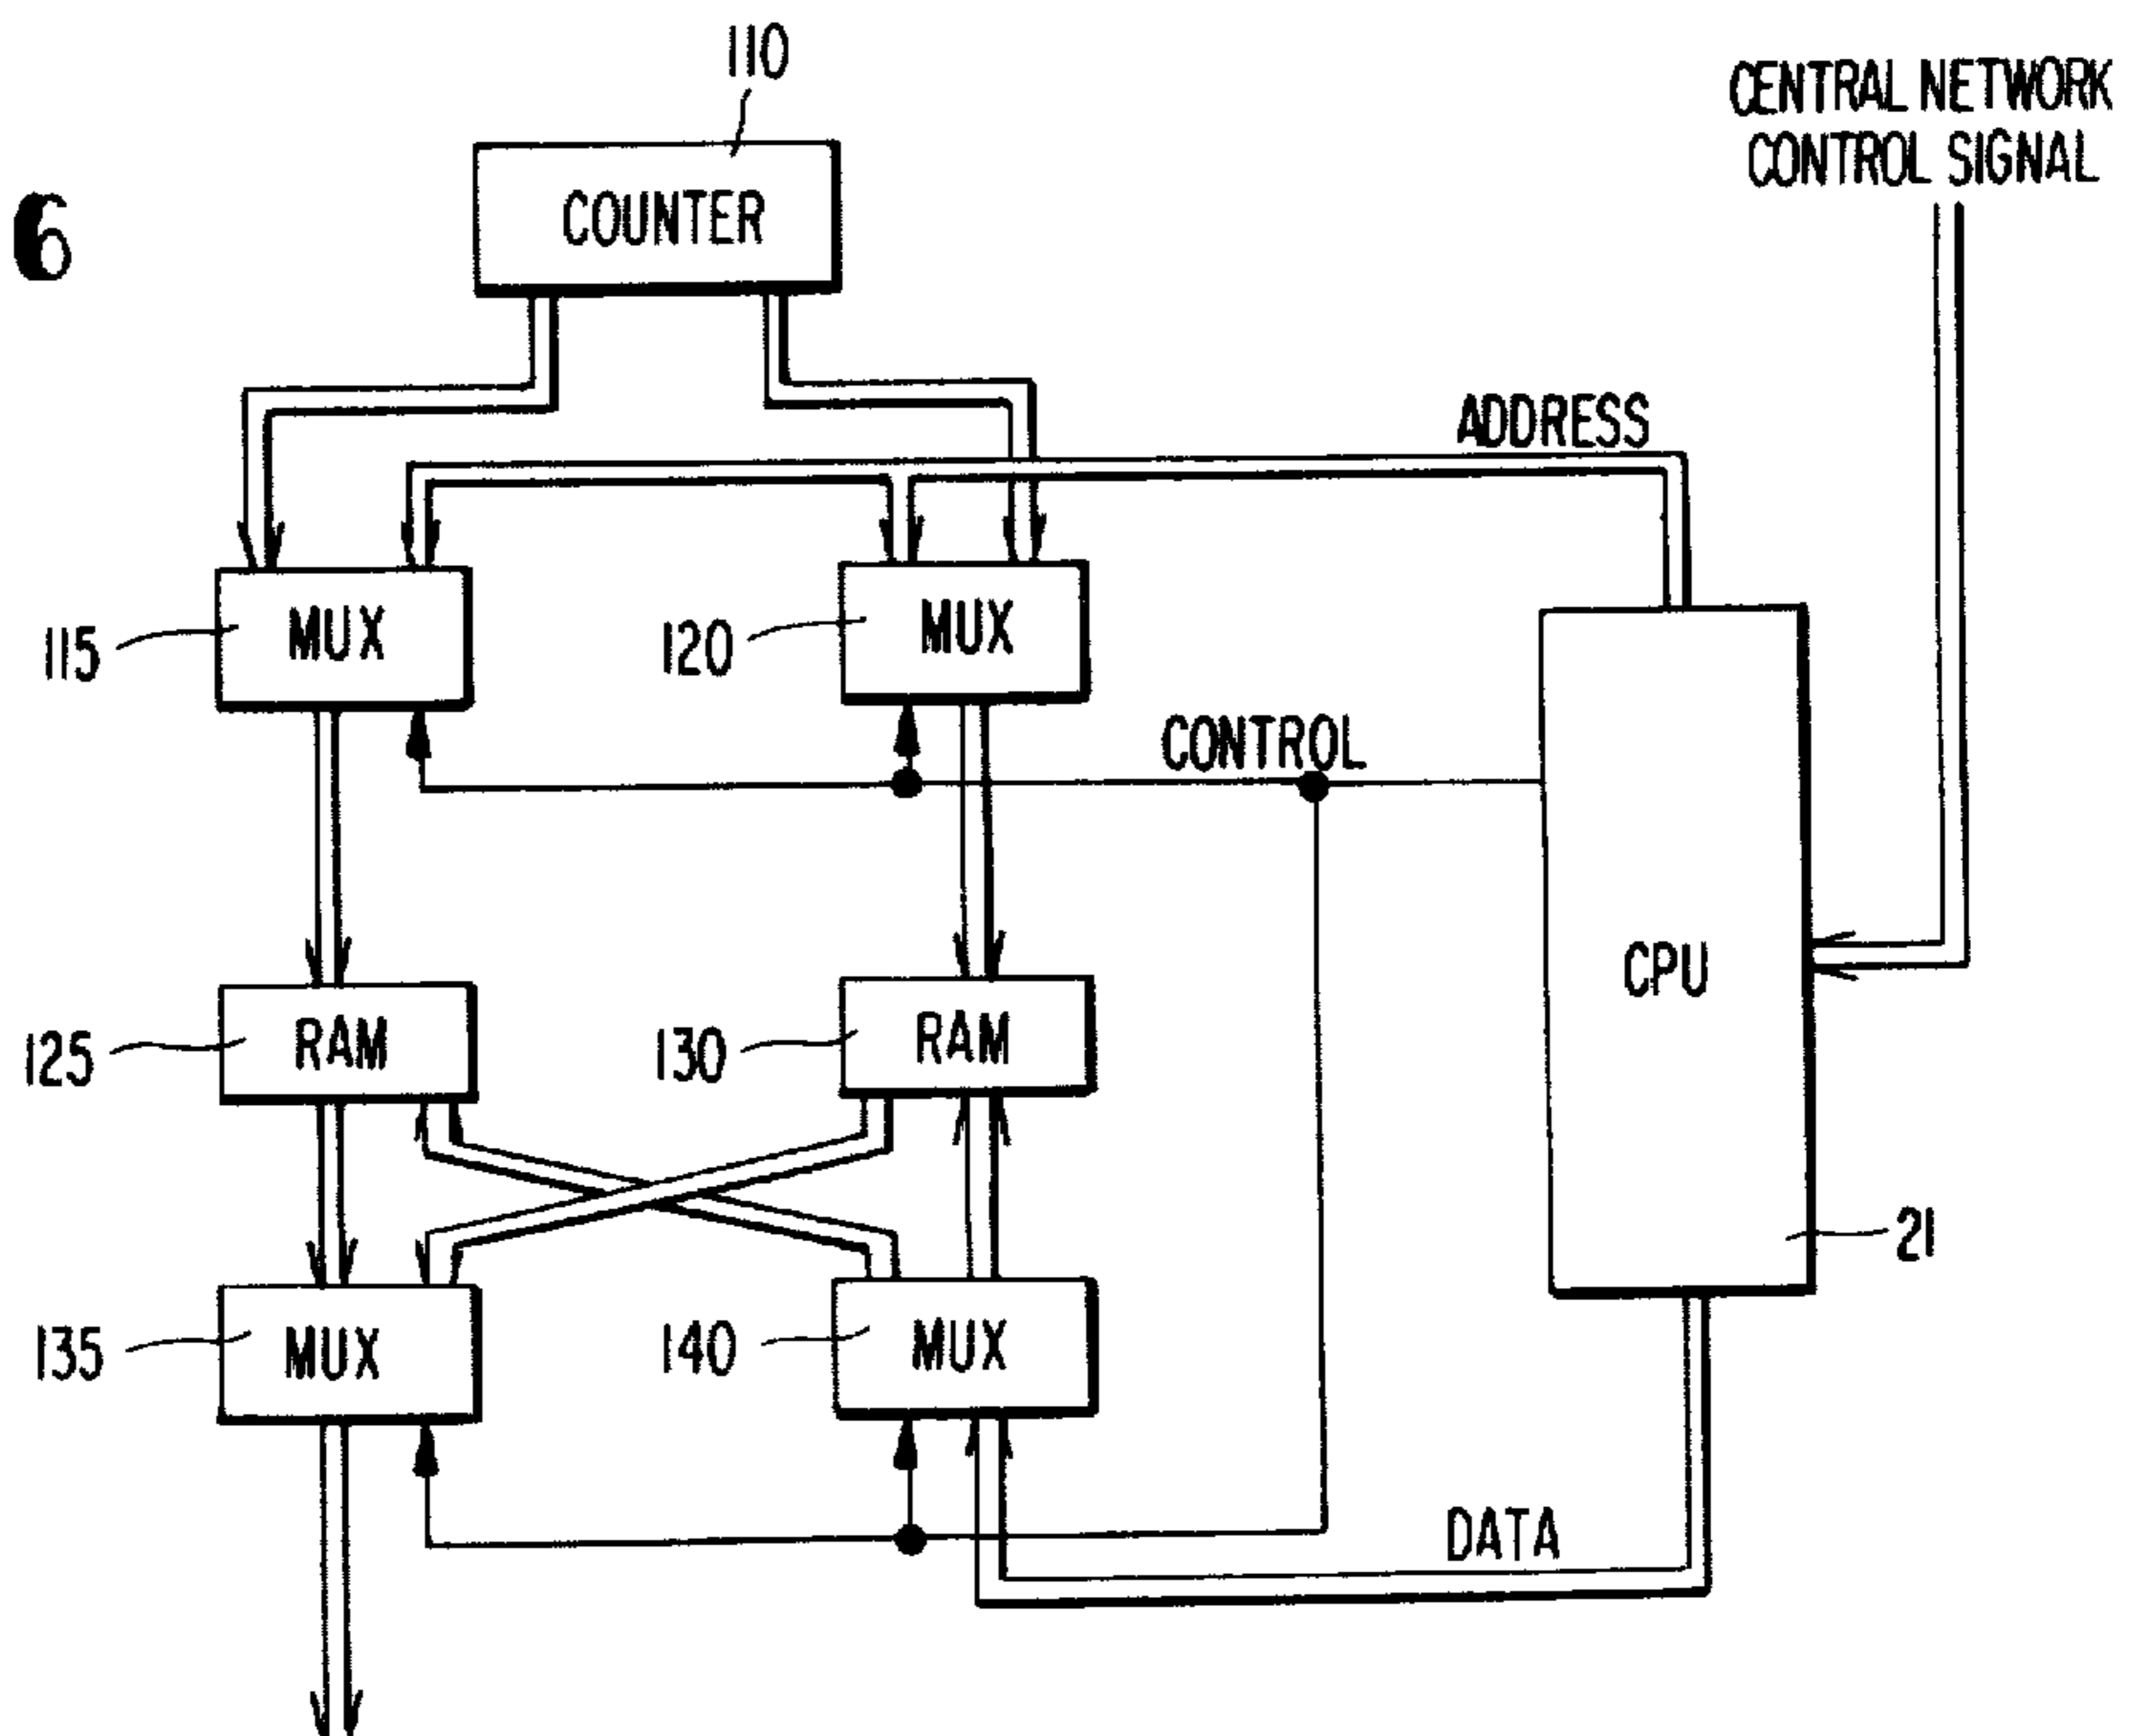 110
CENTRAL NETWORK
CONTROL SIGNAL
6
COUNTER
ADDRESS
115
MUX
120
MUX
CONTROL
125
RAM
130
RAM
CPU
21
135
MUX
140
MUX
DATA